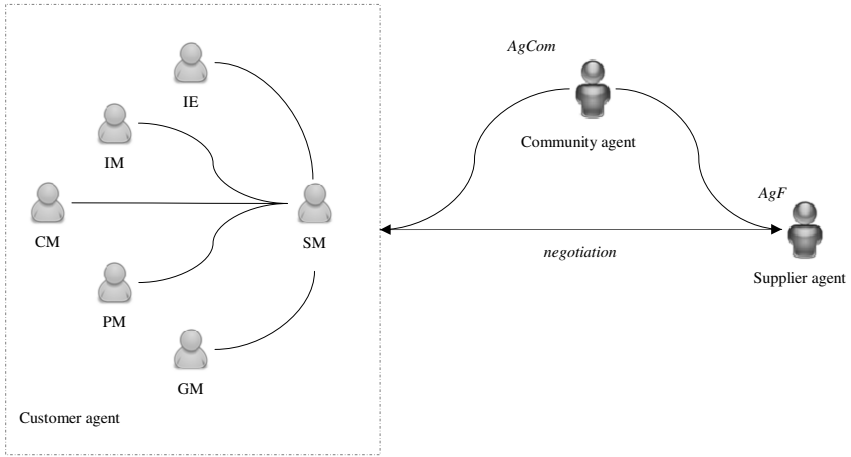 AgCom
IE
Community agent
IM
AgF
CM
SM
negotiation
Supplier agent
PM
GM
Customer agent